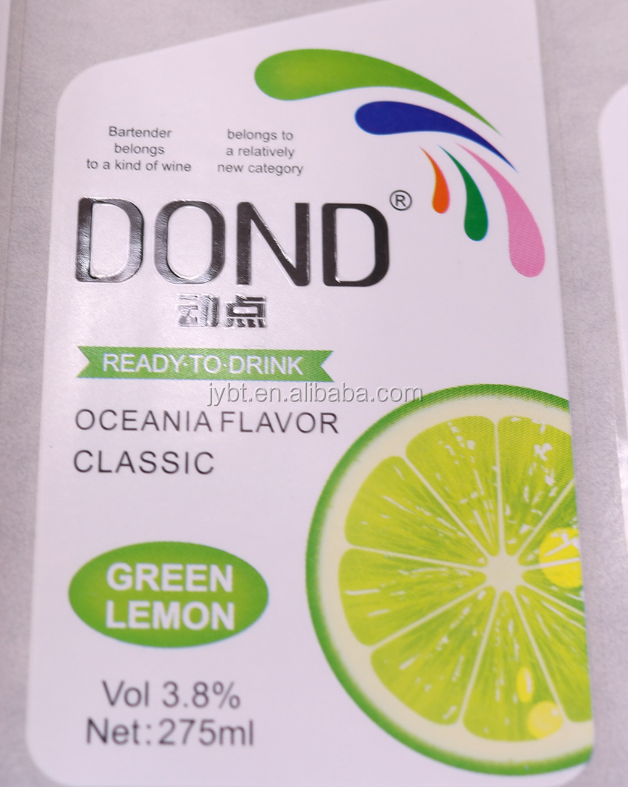 Bartender
belongs
to a kind of wine
belongs to
a relatively
new category
DOND®
动点
READY·TO·DRINK
jybt.en.alibaba.com
OCEANIA FLAVOR
CLASSIC
GREEN
LEMON
Vol 3.8%
Net:275ml